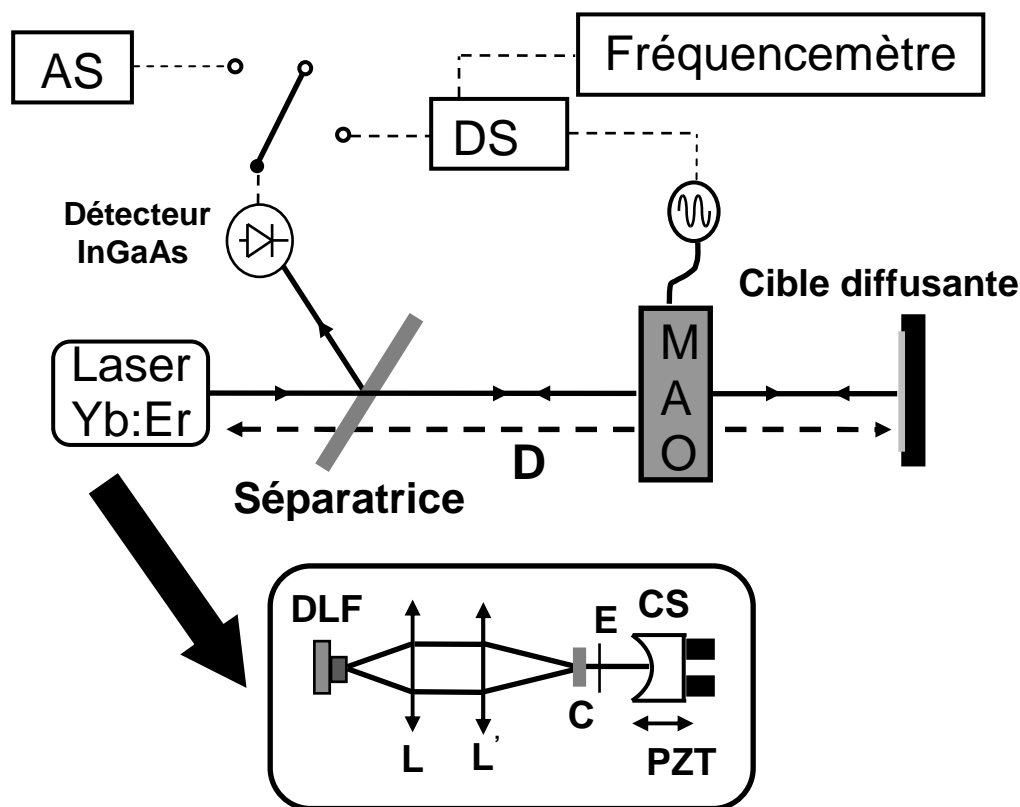 AS
Fréquencemètre
DS
Détecteur
InGaAs
Cible diffusante
Laser
Yb:Er
M
A
O
D
Séparatrice
DLF
E
CS
C
L
L'
PZT